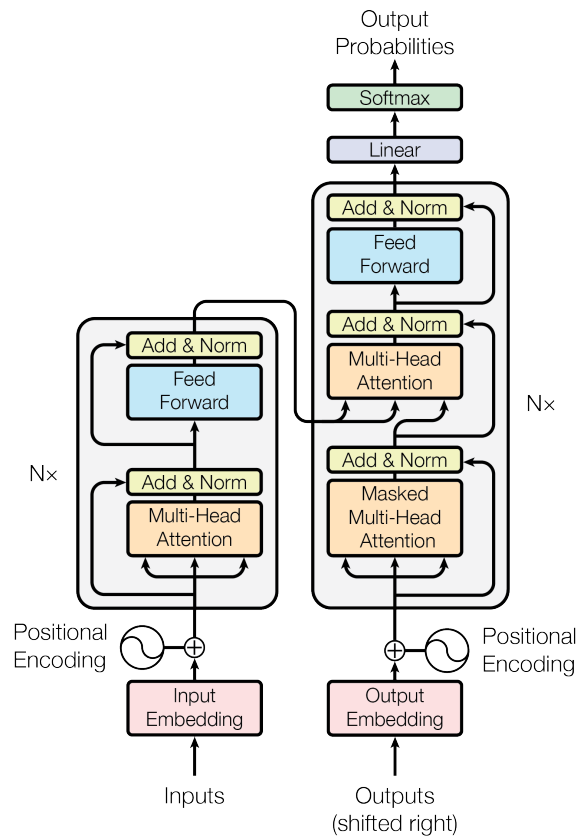 Output
Probabilities
Softmax
Linear
Add & Norm
Feed
Forward
Add & Norm
Multi-Head
Attention
Add & Norm
Masked
Multi-Head
Attention
N×
Add & Norm
Feed
Forward
Add & Norm
Multi-Head
Attention
N×
Positional
Encoding
Positional
Encoding
Input
Embedding
Output
Embedding
Inputs
Outputs
(shifted right)